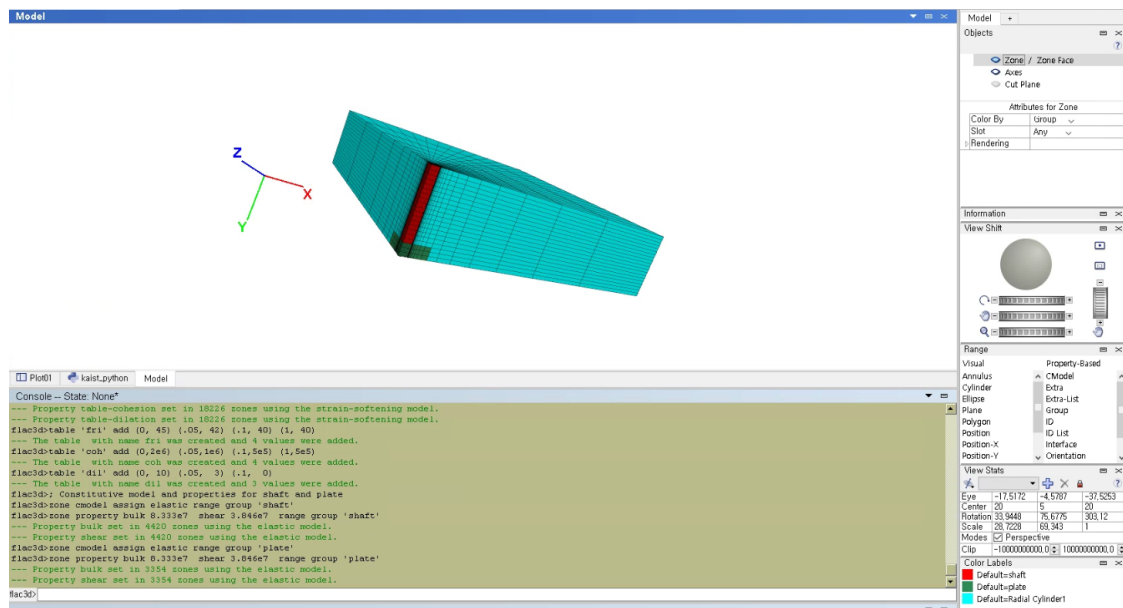 Model
Z
X
Y
Plot01 kaist_python Model
Console -- State: None*
--- Property table-cohesion set in 18226 zones using the strain-softening model.
--- Property table-dilation set in 18226 zones using the strain-softening model.
flac3d>table 'fri' add (0, 45) (.05, 42) (.1, 40) (1, 40)
--- The table  with name fri was created and 4 values were added.
flac3d>table 'coh' add (0,2e6) (.05,1e6) (.1,5e5) (1,5e5)
--- The table  with name coh was created and 4 values were added.
flac3d>table 'dil' add (0, 10) (.05,  3) (.1,  0)
--- The table  with name dil was created and 3 values were added.
flac3d>; Constitutive model and properties for shaft and plate
flac3d>zone cmodel assign elastic range group 'shaft'
flac3d>zone property bulk 8.333e7  shear 3.846e7  range group 'shaft'
--- Property bulk set in 4420 zones using the elastic model.
--- Property shear set in 4420 zones using the elastic model.
flac3d>zone cmodel assign elastic range group 'plate'
flac3d>zone property bulk 8.333e7  shear 3.846e7  range group 'plate'
--- Property bulk set in 3354 zones using the elastic model.
--- Property shear set in 3354 zones using the elastic model.
flac3d>
Model +
Objects
?
Zone / Zone Face
Axes
Cut Plane
Attributes for Zone
Color By Group
Slot Any
Rendering
Information
View Shift
Range
Visual Property-Based
Annulus CModel
Cylinder Extra
Ellipse Extra-List
Plane Group
Polygon ID
Position ID List
Position-X Interface
Position-Y Orientation
View Stats
?
Eye -17,5172 -4,5787 -37,5253
Center 20 5 20
Rotation 33,9448 75,6775 303,12
Scale 28,7228 69,343 1
Modes Perspective
Clip -10000000000,0 10000000000,0
Color Labels
Default=shaft
Default=plate
Default=Radial Cylinder1